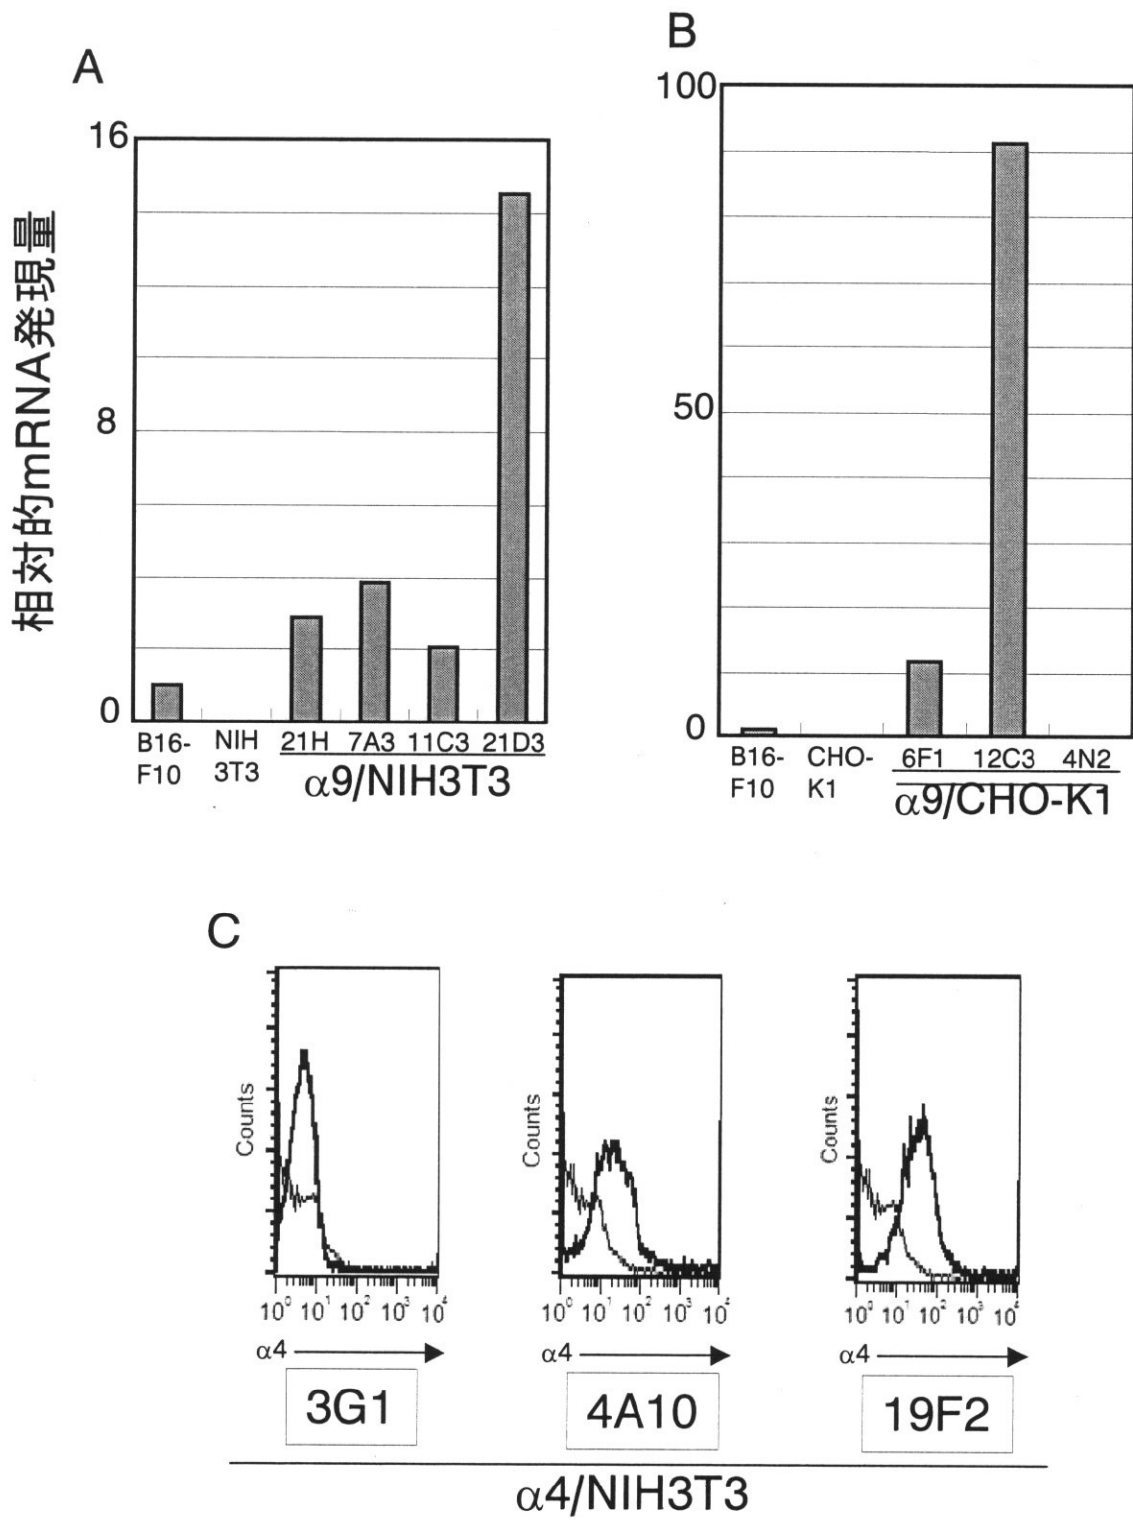 A
B
相対的mRNA発現量
16
8
0
B16-
F10
NIH
3T3
21H 7A3 11C3 21D3
α9/NIH3T3
100
50
0
B16-
F10
CHO-
K1
6F1 12C3 4N2
α9/CHO-K1
C
Counts
10⁰ 10¹ 10² 10³ 10⁴
α4
3G1
Counts
10⁰ 10¹ 10² 10³ 10⁴
α4
4A10
Counts
10⁰ 10¹ 10² 10³ 10⁴
α4
19F2
α4/NIH3T3